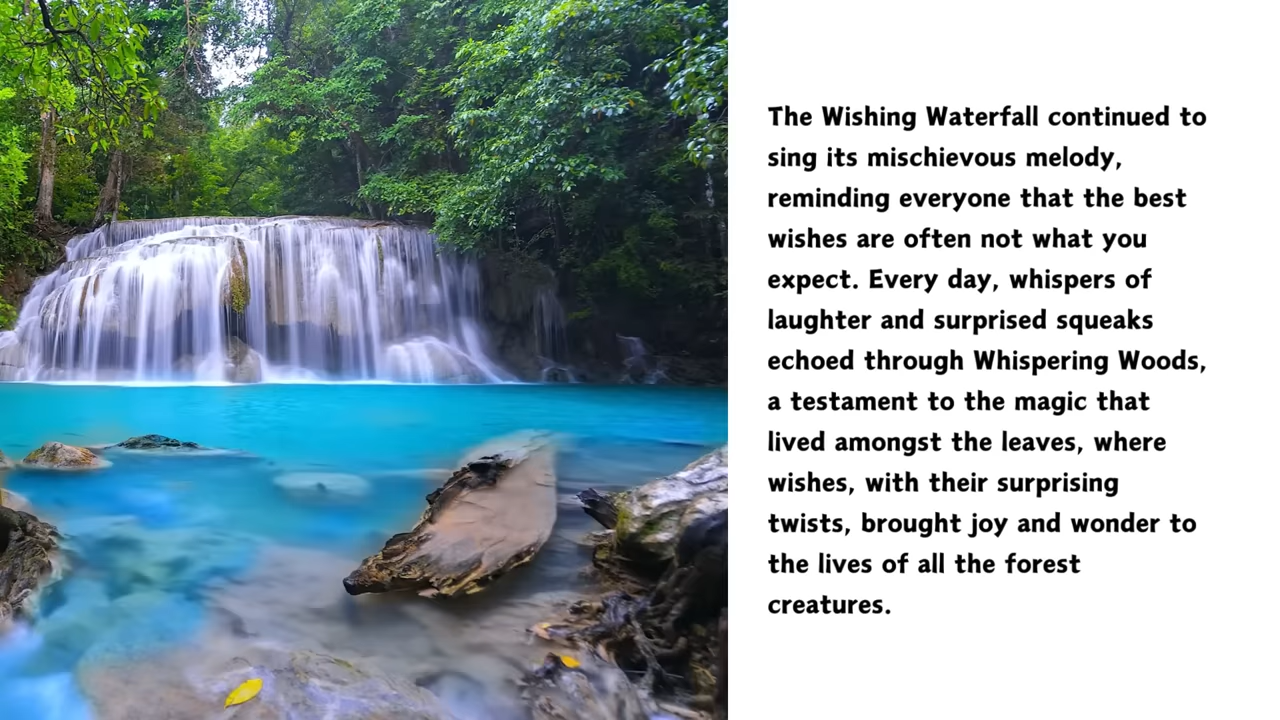 The Wishing Waterfall continued to
sing its mischievous melody,
reminding everyone that the best
wishes are often not what you
expect. Every day, whispers of
laughter and surprised squeaks
echoed through Whispering Woods,
a testament to the magic that
lived amongst the leaves, where
wishes, with their surprising
twists, brought joy and wonder to
the lives of all the forest
creatures.